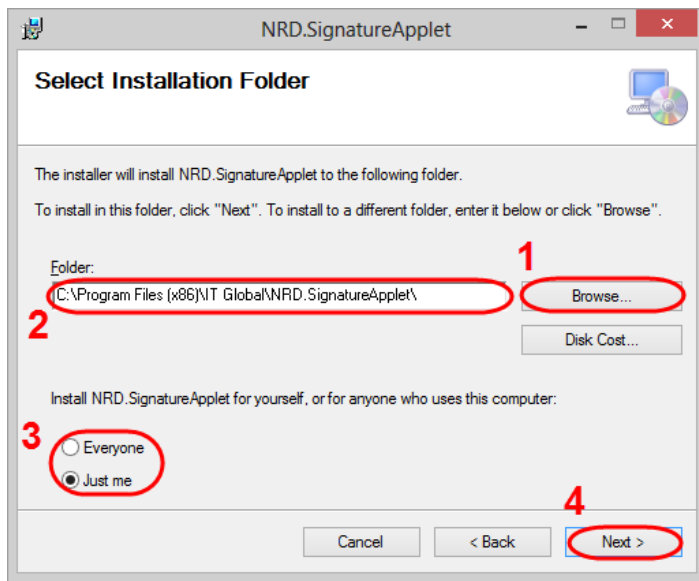 NRD.SignatureApplet
Select Installation Folder
The installer will install NRD.SignatureApplet to the following folder.
To install in this folder, click "Next". To install to a different folder, enter it below or click "Browse".
1
Folder:
C:\Program Files (x86)\IT Global\NRD.SignatureApplet\
Browse...
2
Disk Cost...
Install NRD.SignatureApplet for yourself, or for anyone who uses this computer:
3
Everyone
Just me
4
Cancel
< Back
Next >